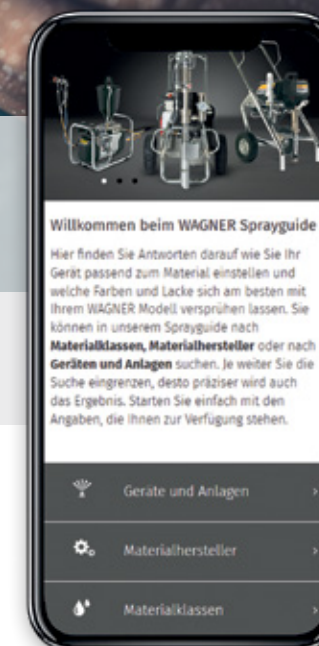 Willkommen beim WAGNER Sprayguide
Hier finden Sie Antworten darauf wie Sie Ihr
Gerät passend zum Material einstellen und
welche Farben und Lacke sich am besten mit
Ihrem WAGNER Modell versprühen lassen. Sie
können in unserem Sprayguide nach
Materialklassen, Materialhersteller oder nach
Geräten und Anlagen suchen. Je weiter Sie die
Suche eingrenzen, desto präziser wird auch
das Ergebnis. Starten Sie einfach mit den
Angaben, die Ihnen zur Verfügung stehen.
Geräte und Anlagen
Materialhersteller
Materialklassen